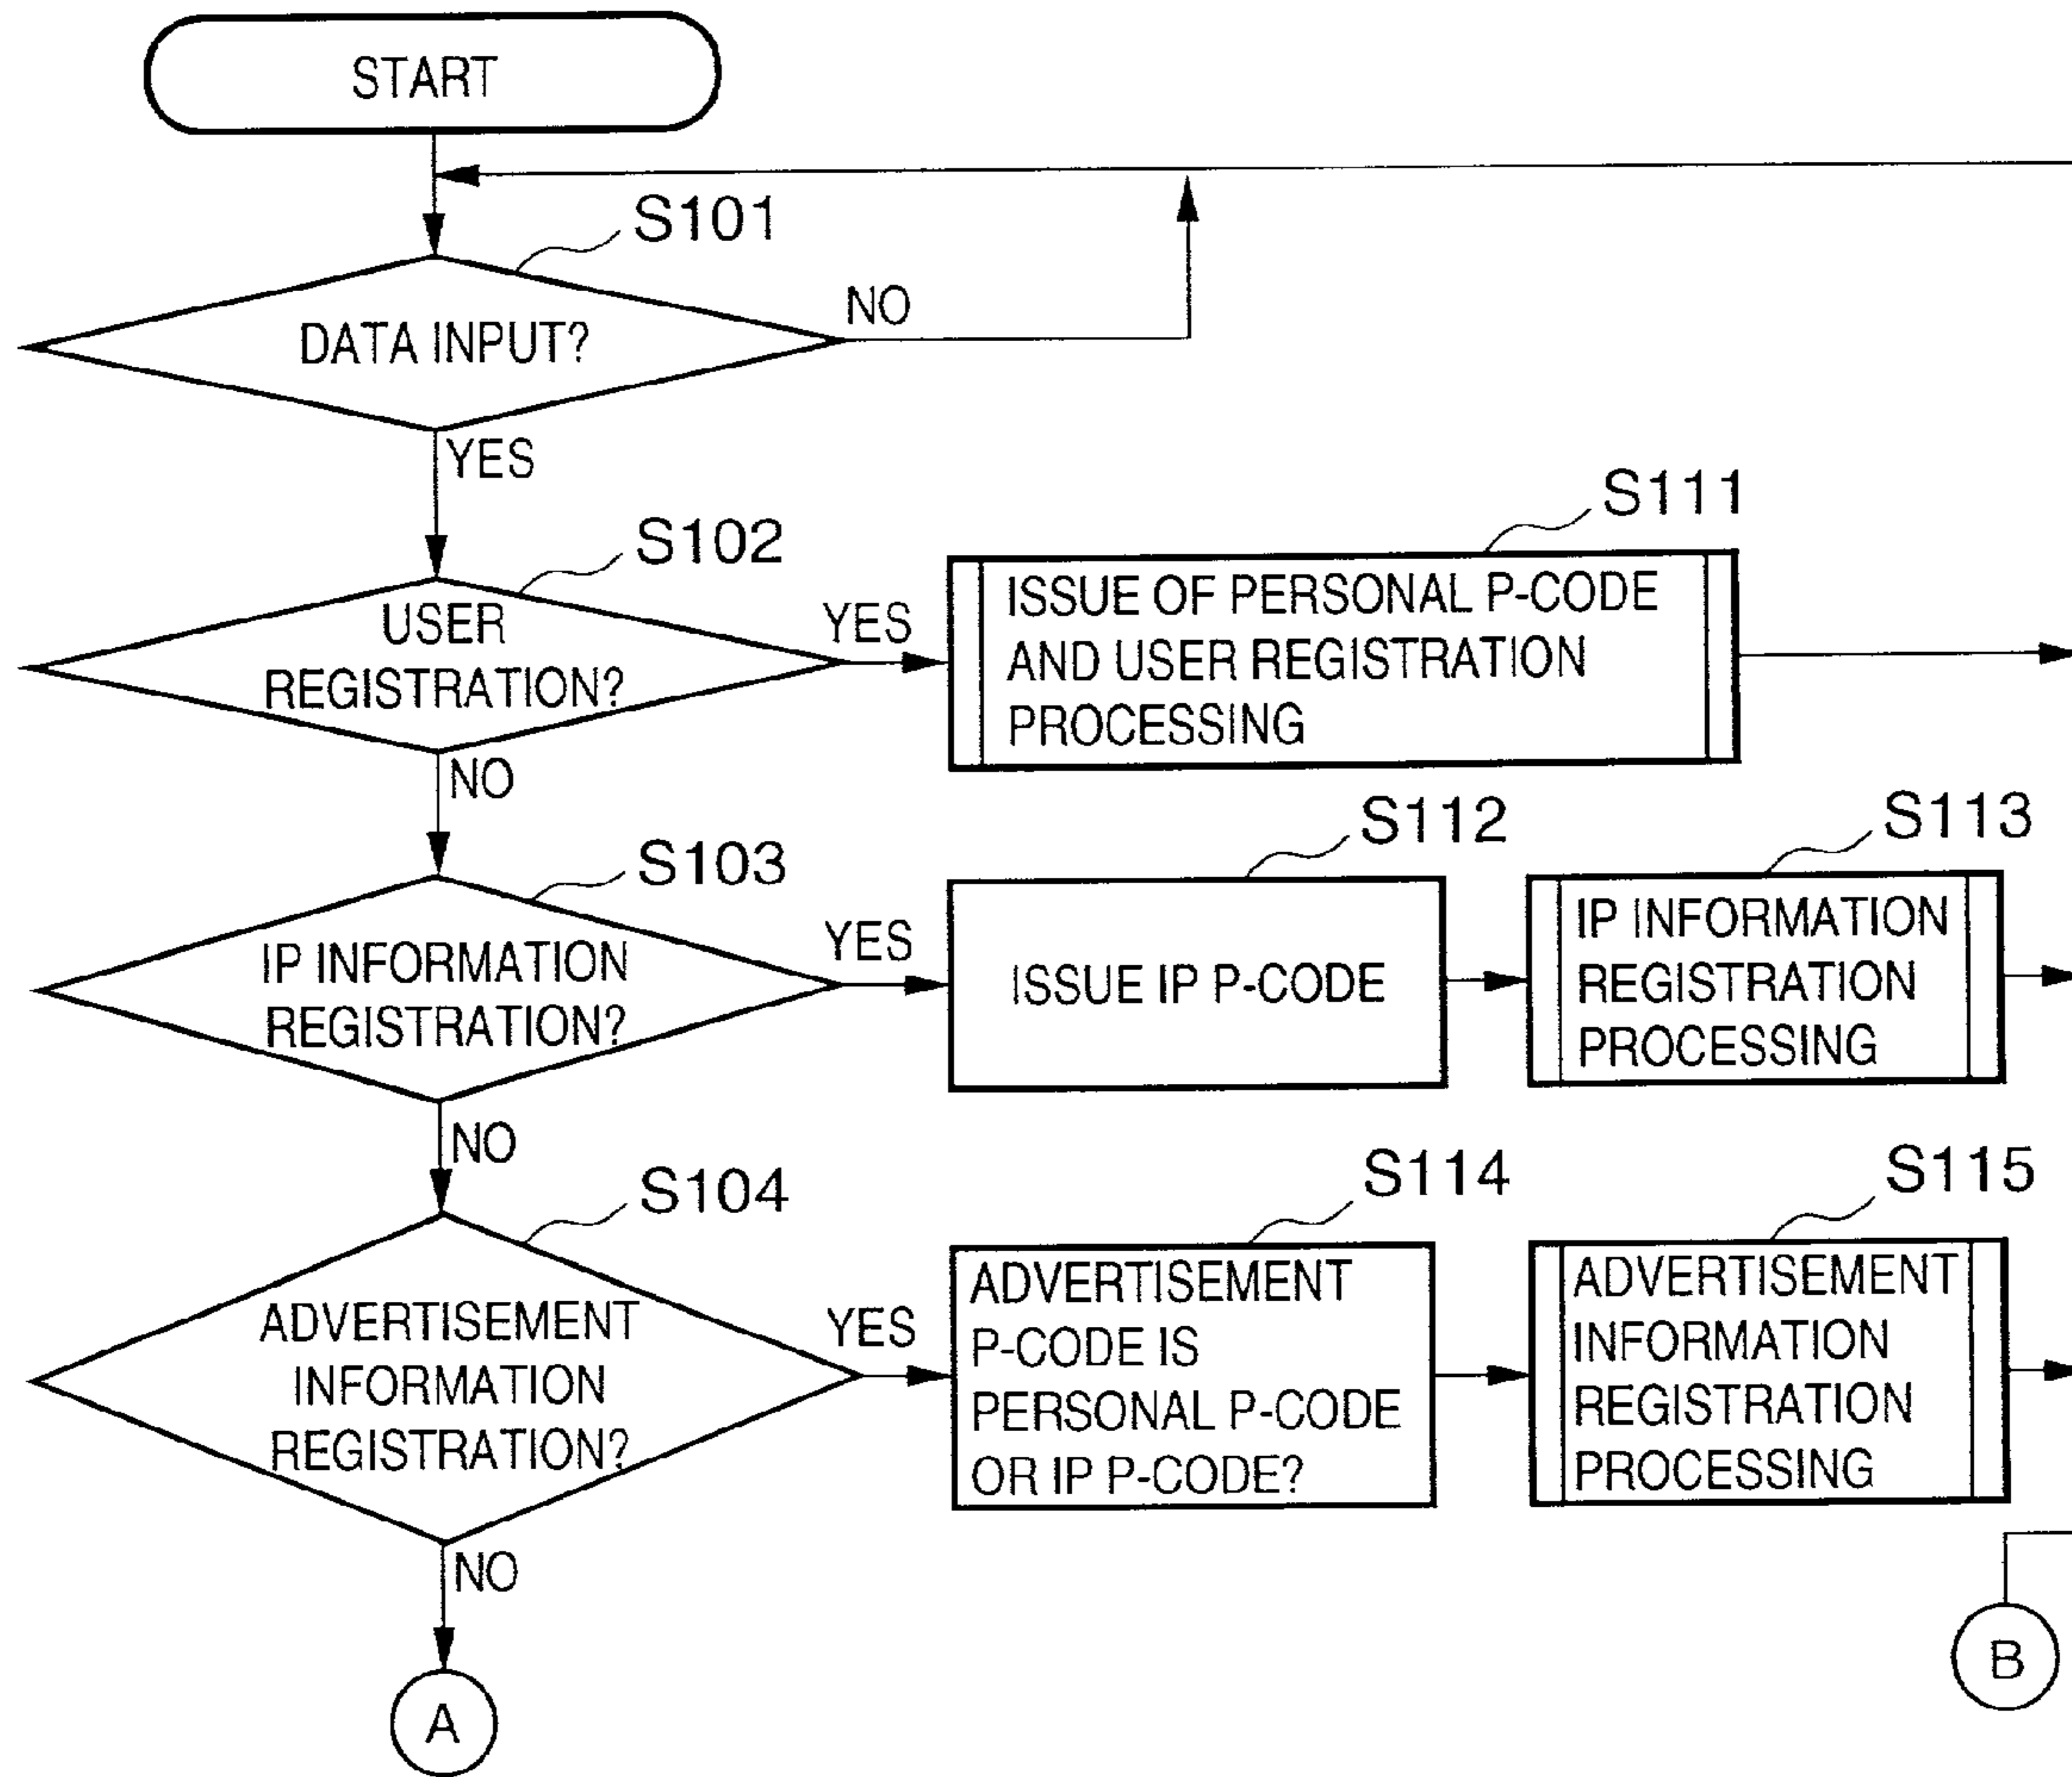 START
S101
DATA INPUT?
NO
YES
S102
USER
REGISTRATION?
YES
S111
ISSUE OF PERSONAL P-CODE
AND USER REGISTRATION
PROCESSING
NO
S103
IP INFORMATION
REGISTRATION?
YES
S112
ISSUE IP P-CODE
S113
IP INFORMATION
REGISTRATION
PROCESSING
NO
S104
ADVERTISEMENT
INFORMATION
REGISTRATION?
YES
S114
ADVERTISEMENT
P-CODE IS
PERSONAL P-CODE
OR IP P-CODE?
S115
ADVERTISEMENT
INFORMATION
REGISTRATION
PROCESSING
NO
A
B